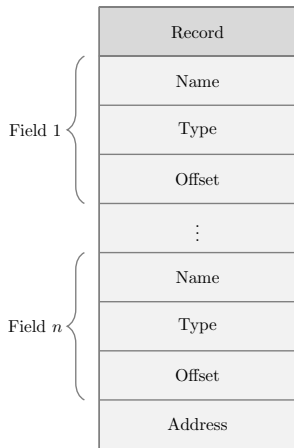 Record
Field 1
Name
Type
Offset
⋮
Field n
Name
Type
Offset
Address